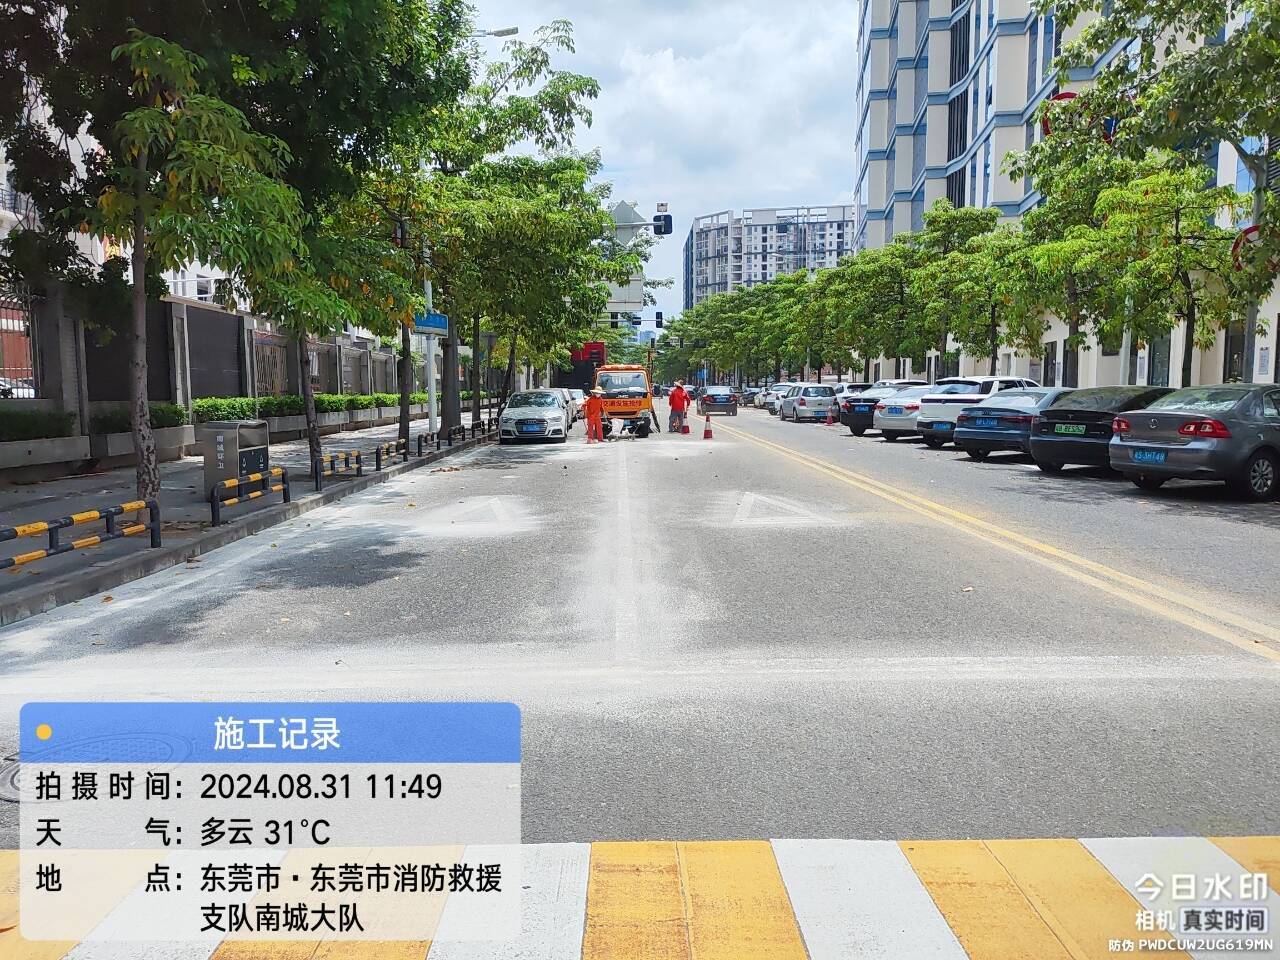 施工记录
拍摄时间: 2024.08.31 11:49
天气: 多云 31°C
地点: 东莞市·东莞市消防救援
支队南城大队
今日水印
相机 真实时间
防伪 PWDCUW2UG619MN